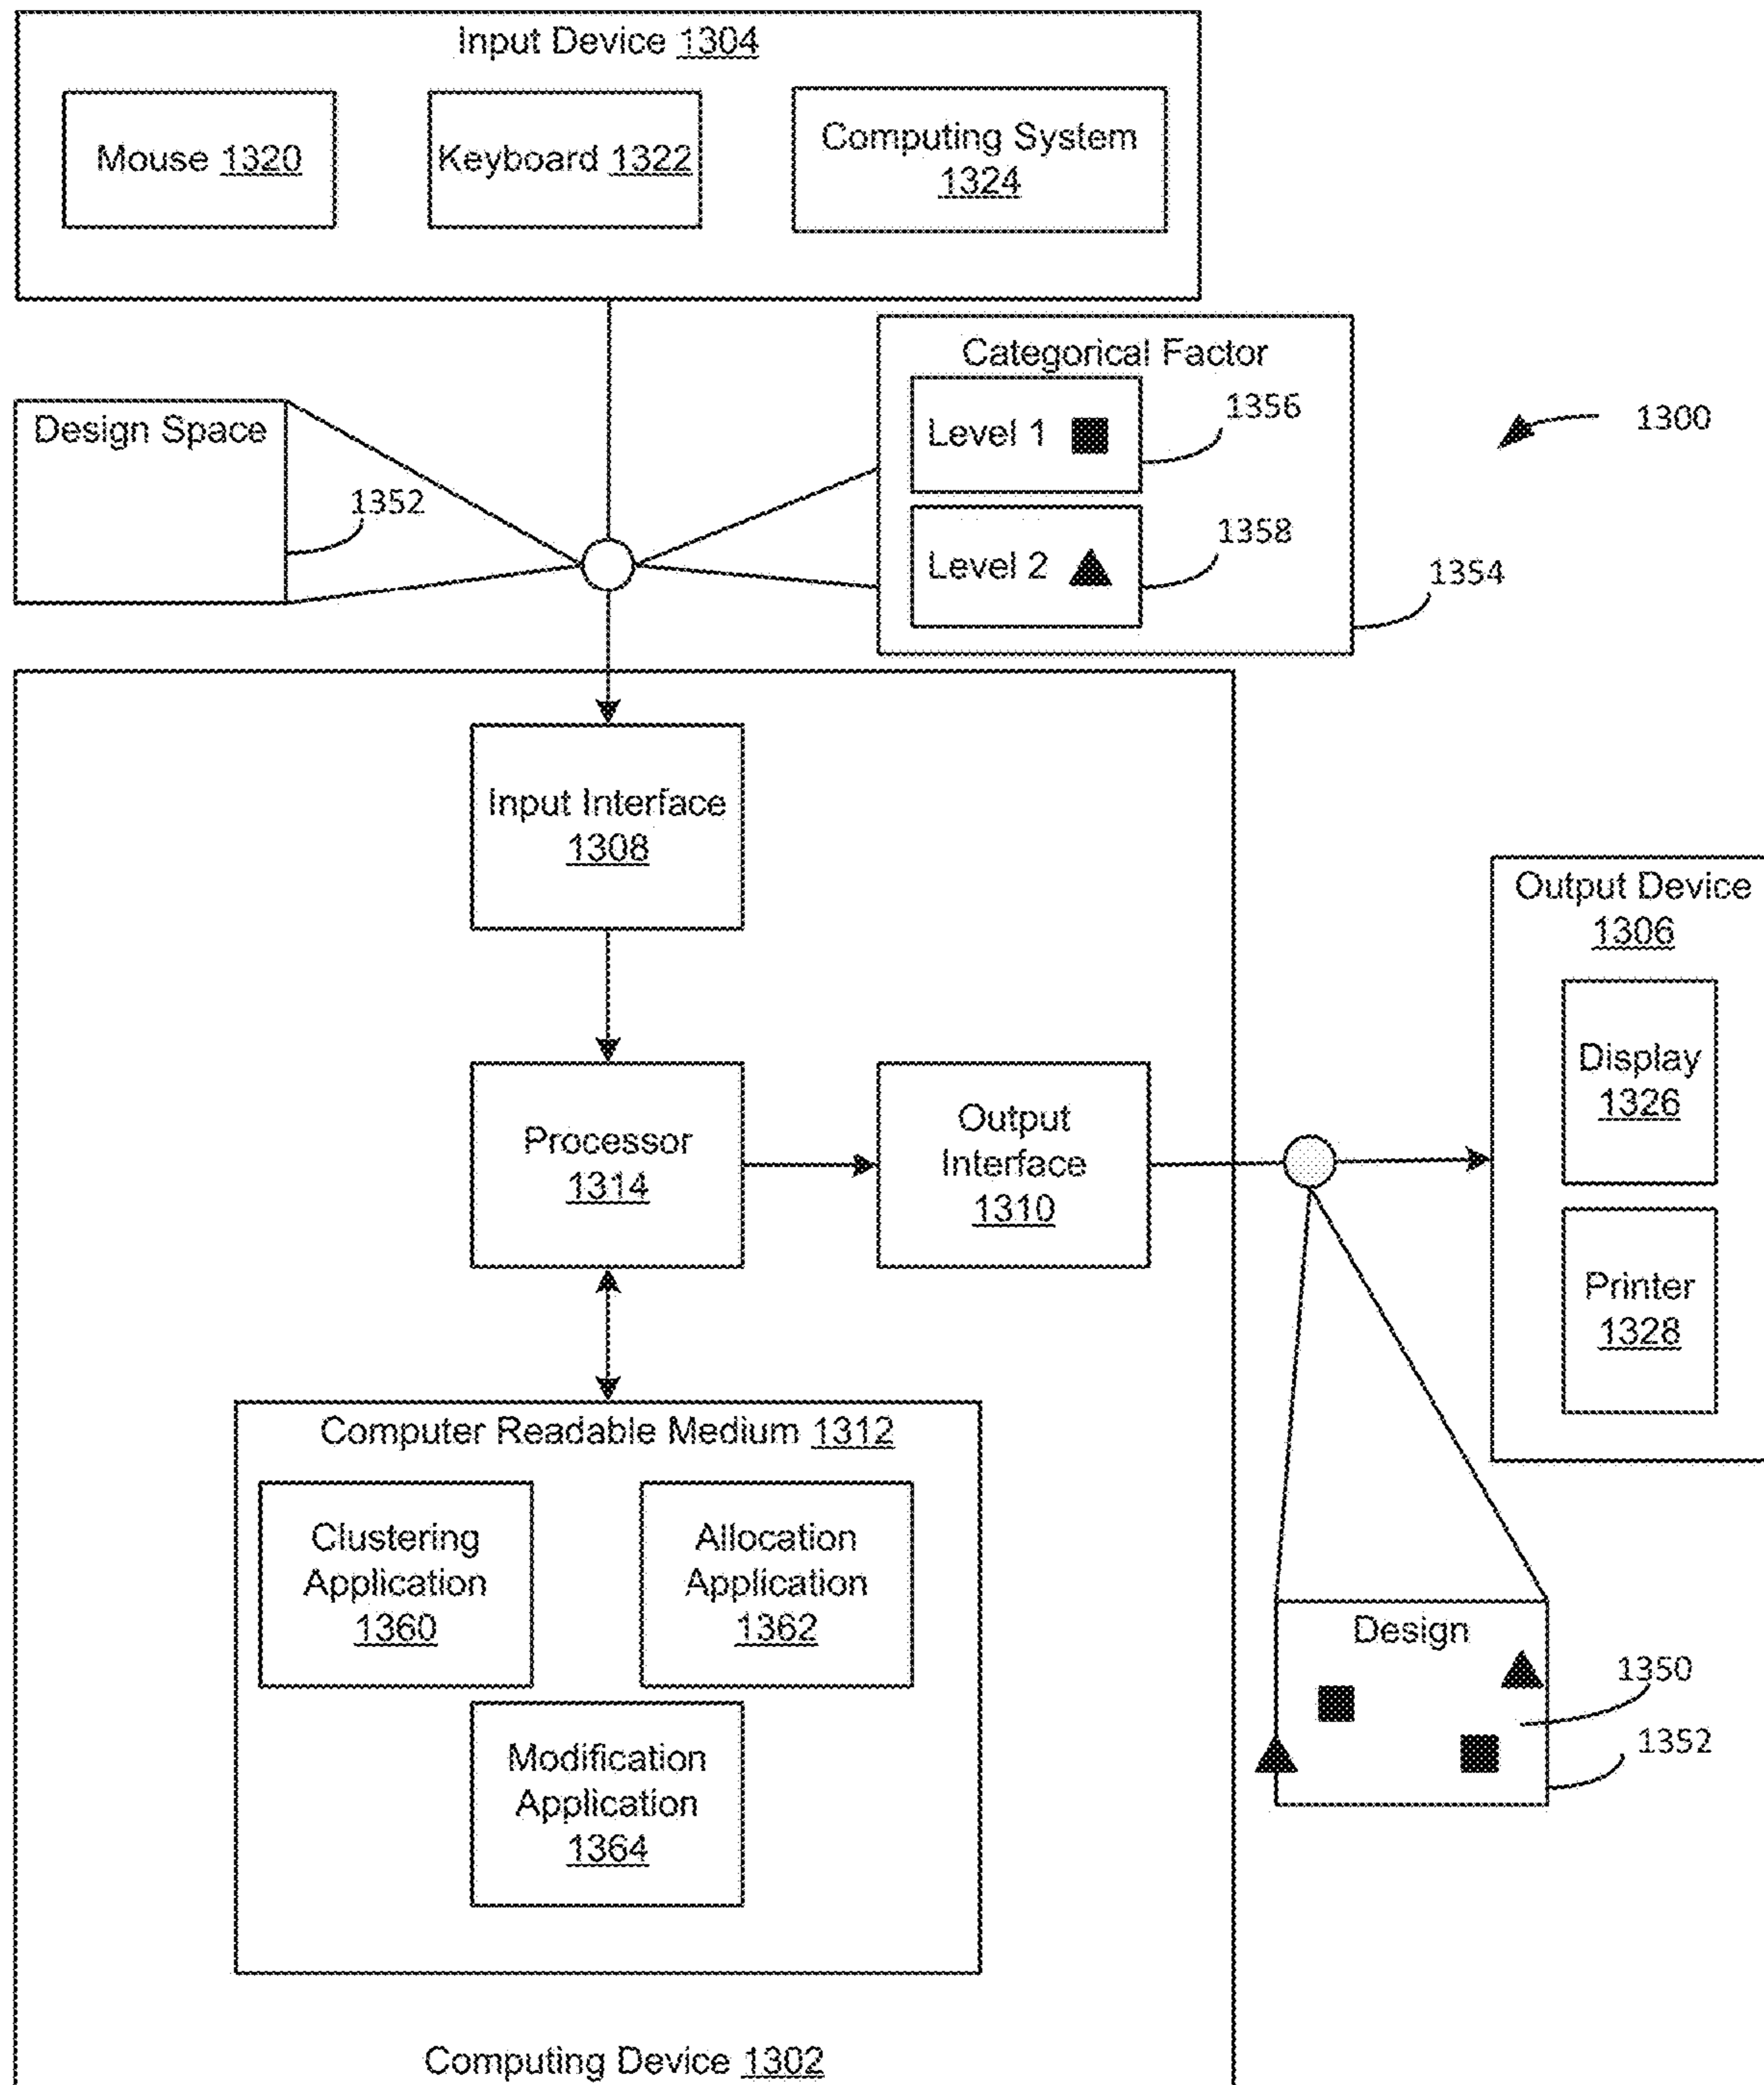 Input Device 1304
Mouse 1320
Keyboard 1322
Computing System
1324
Categorical Factor
Level 1
1356
Level 2
1358
1354
1300
Design Space
1352
Input Interface
1308
Processor
1314
Output
Interface
1310
Output Device
1306
Display
1326
Printer
1328
Computer Readable Medium 1312
Clustering
Application
1360
Allocation
Application
1362
Modification
Application
1364
Design
1350
1352
Computing Device 1302